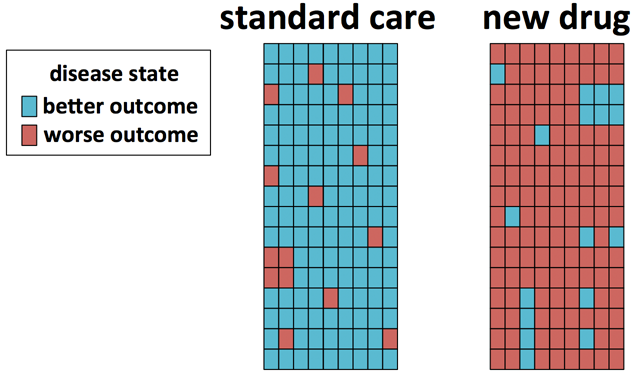 standard care
new drug
disease state
better outcome
worse outcome